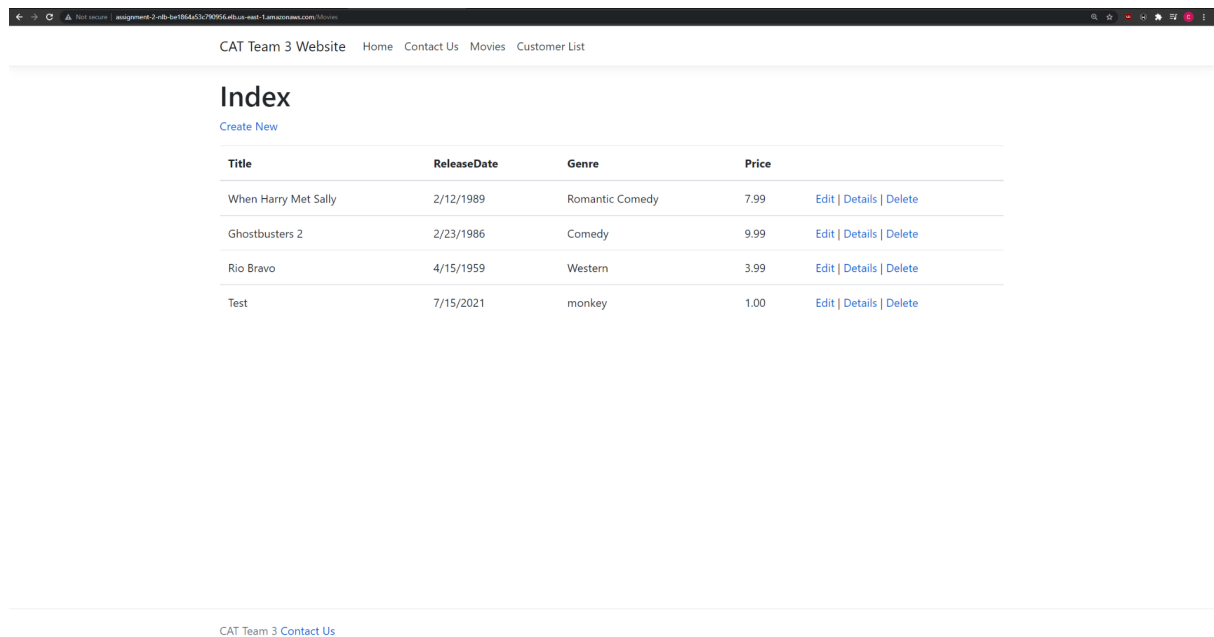 Not secure | assignment-2-nlb-be1864a53c790956.elb.us-east-1.amazonaws.com/Movies
CAT Team 3 Website Home Contact Us Movies Customer List
Index
Create New
Title ReleaseDate Genre Price
When Harry Met Sally 2/12/1989 Romantic Comedy 7.99 Edit | Details | Delete
Ghostbusters 2 2/23/1986 Comedy 9.99 Edit | Details | Delete
Rio Bravo 4/15/1959 Western 3.99 Edit | Details | Delete
Test 7/15/2021 monkey 1.00 Edit | Details | Delete
CAT Team 3 Contact Us